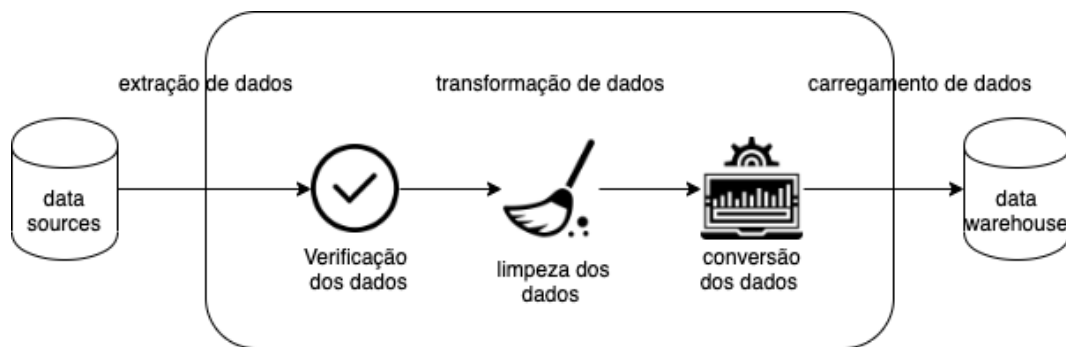 extração de dados
transformação de dados
carregamento de dados
data
sources
Verificação
dos dados
limpeza dos
dados
conversão
dos dados
data
warehouse